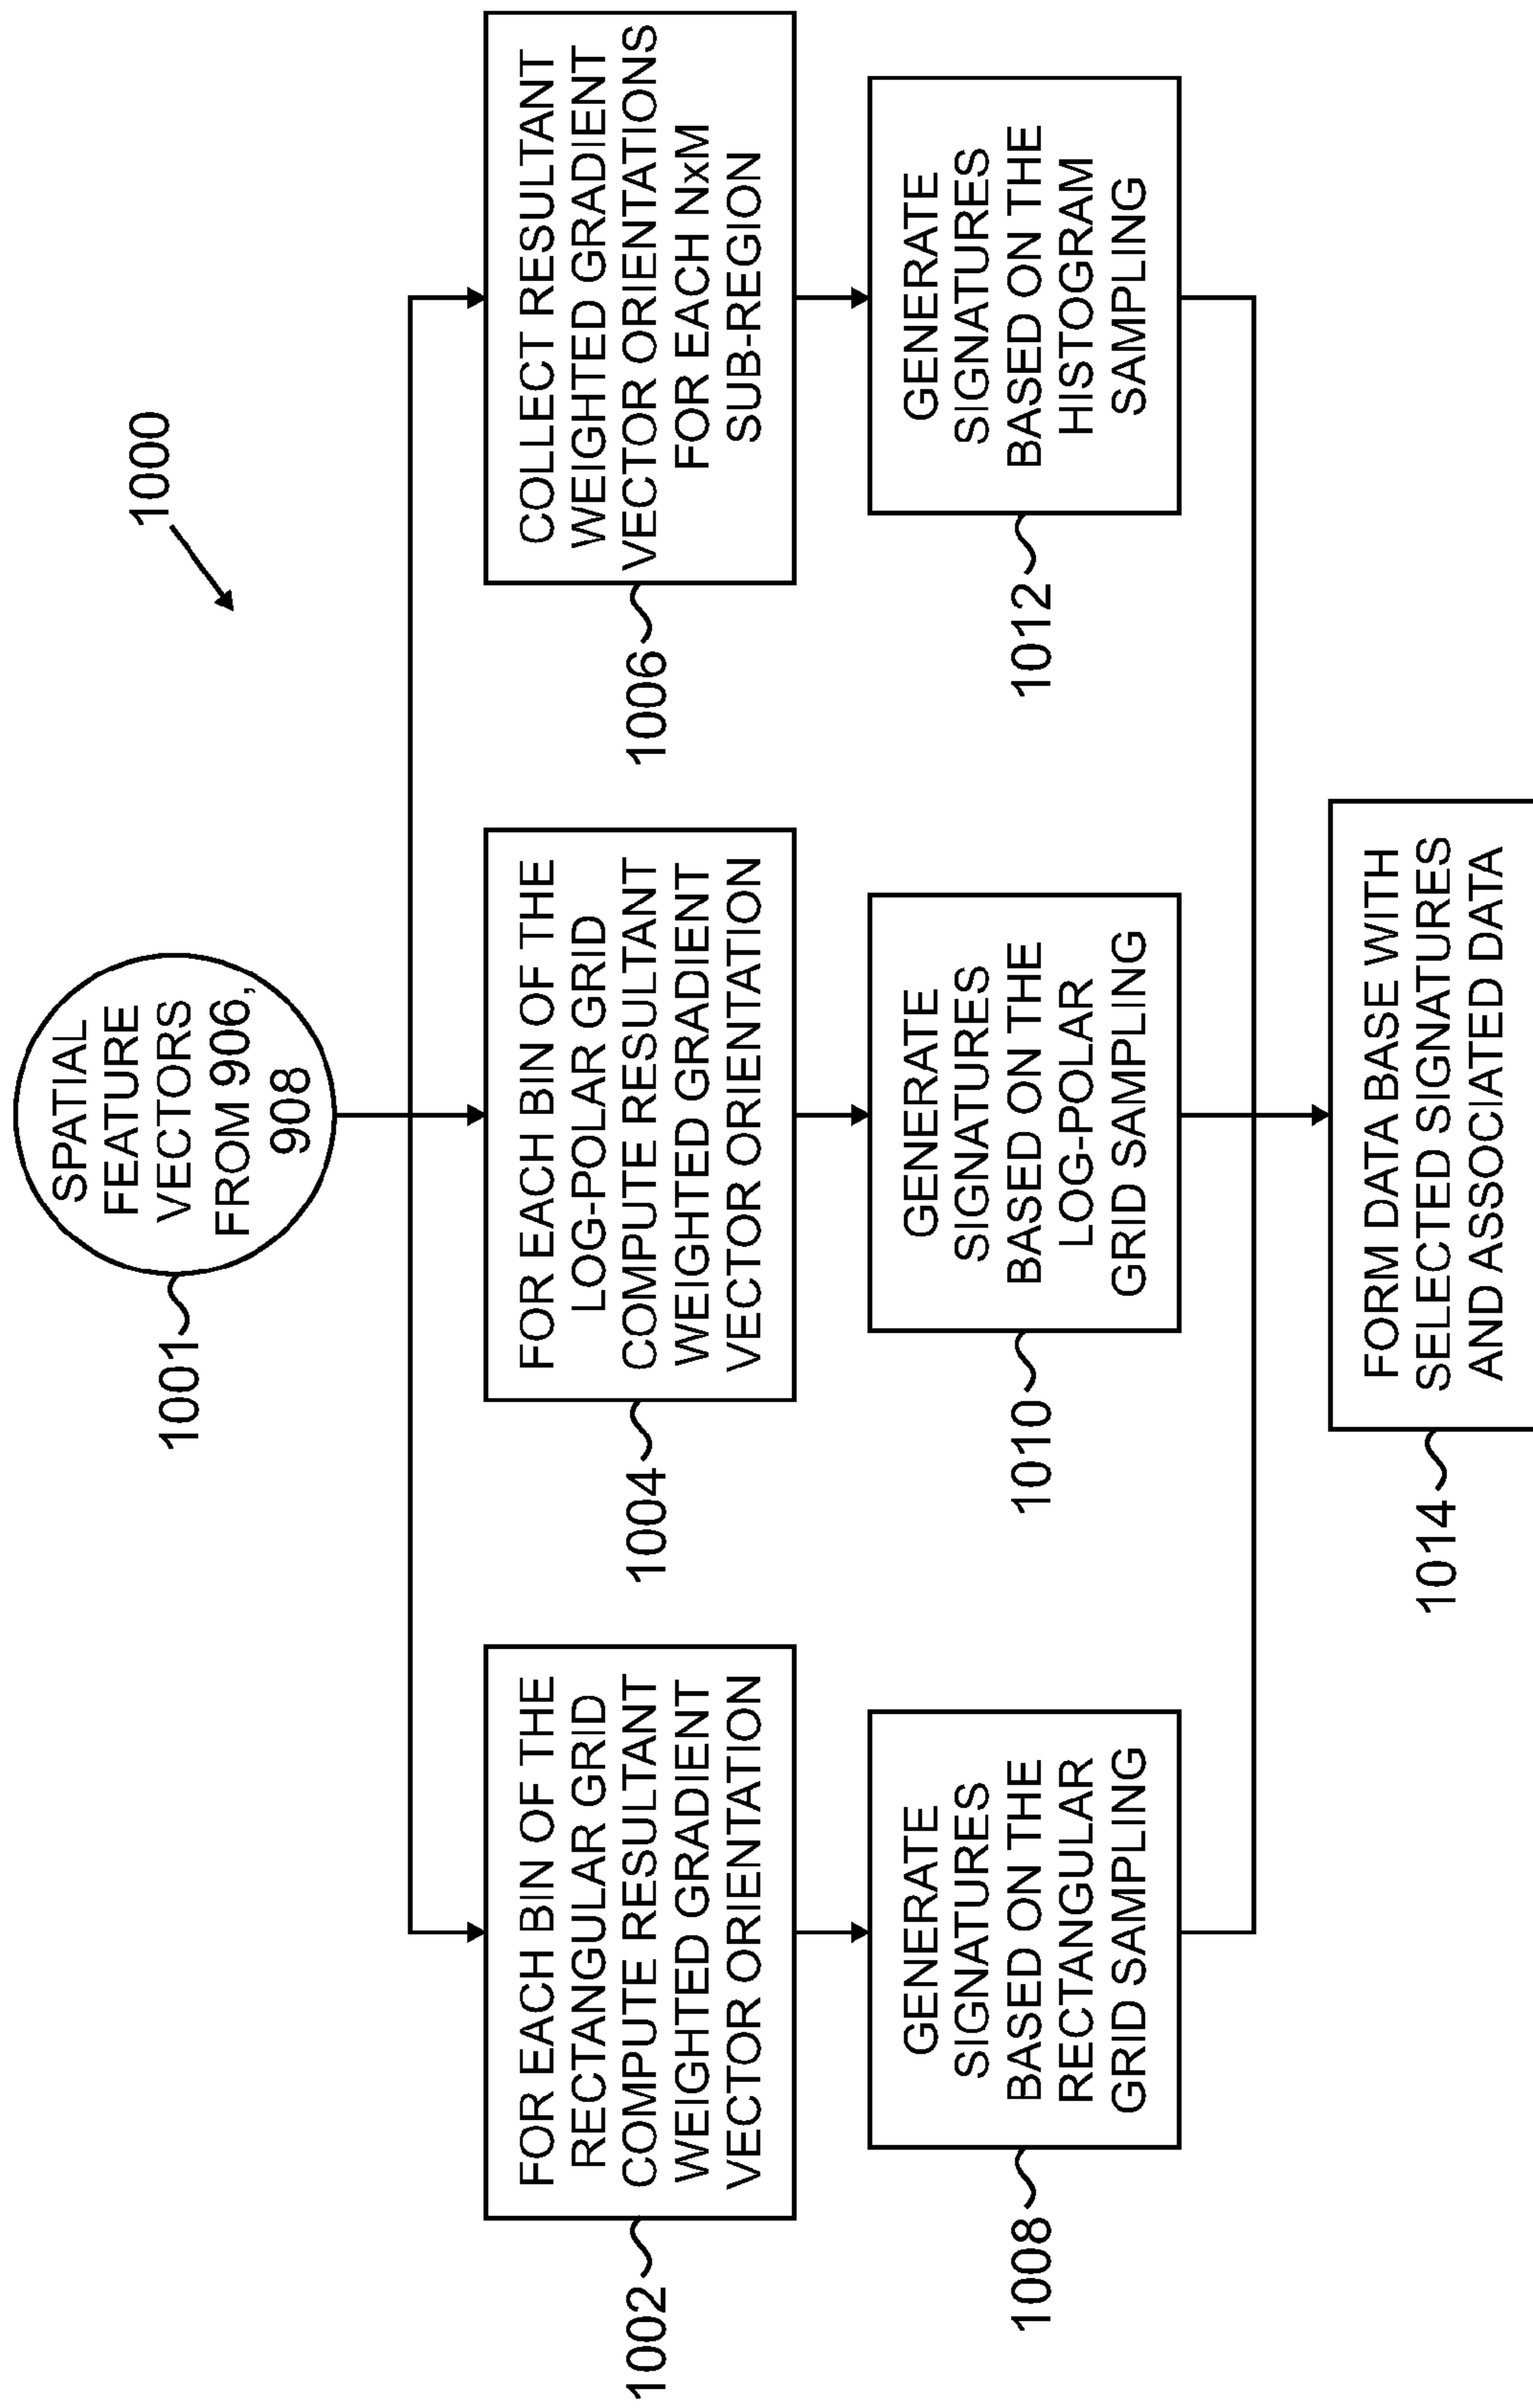 1000
SPATIAL
FEATURE
VECTORS
FROM 906,
908
1001
FOR EACH BIN OF THE
RECTANGULAR GRID
COMPUTE RESULTANT
WEIGHTED GRADIENT
VECTOR ORIENTATION
1002
FOR EACH BIN OF THE
LOG-POLAR GRID
COMPUTE RESULTANT
WEIGHTED GRADIENT
VECTOR ORIENTATION
1004
COLLECT RESULTANT
WEIGHTED GRADIENT
VECTOR ORIENTATIONS
FOR EACH NxM
SUB-REGION
1006
GENERATE
SIGNATURES
BASED ON THE
RECTANGULAR
GRID SAMPLING
1008
GENERATE
SIGNATURES
BASED ON THE
LOG-POLAR
GRID SAMPLING
1010
GENERATE
SIGNATURES
BASED ON THE
HISTOGRAM
SAMPLING
1012
FORM DATA BASE WITH
SELECTED SIGNATURES
AND ASSOCIATED DATA
1014